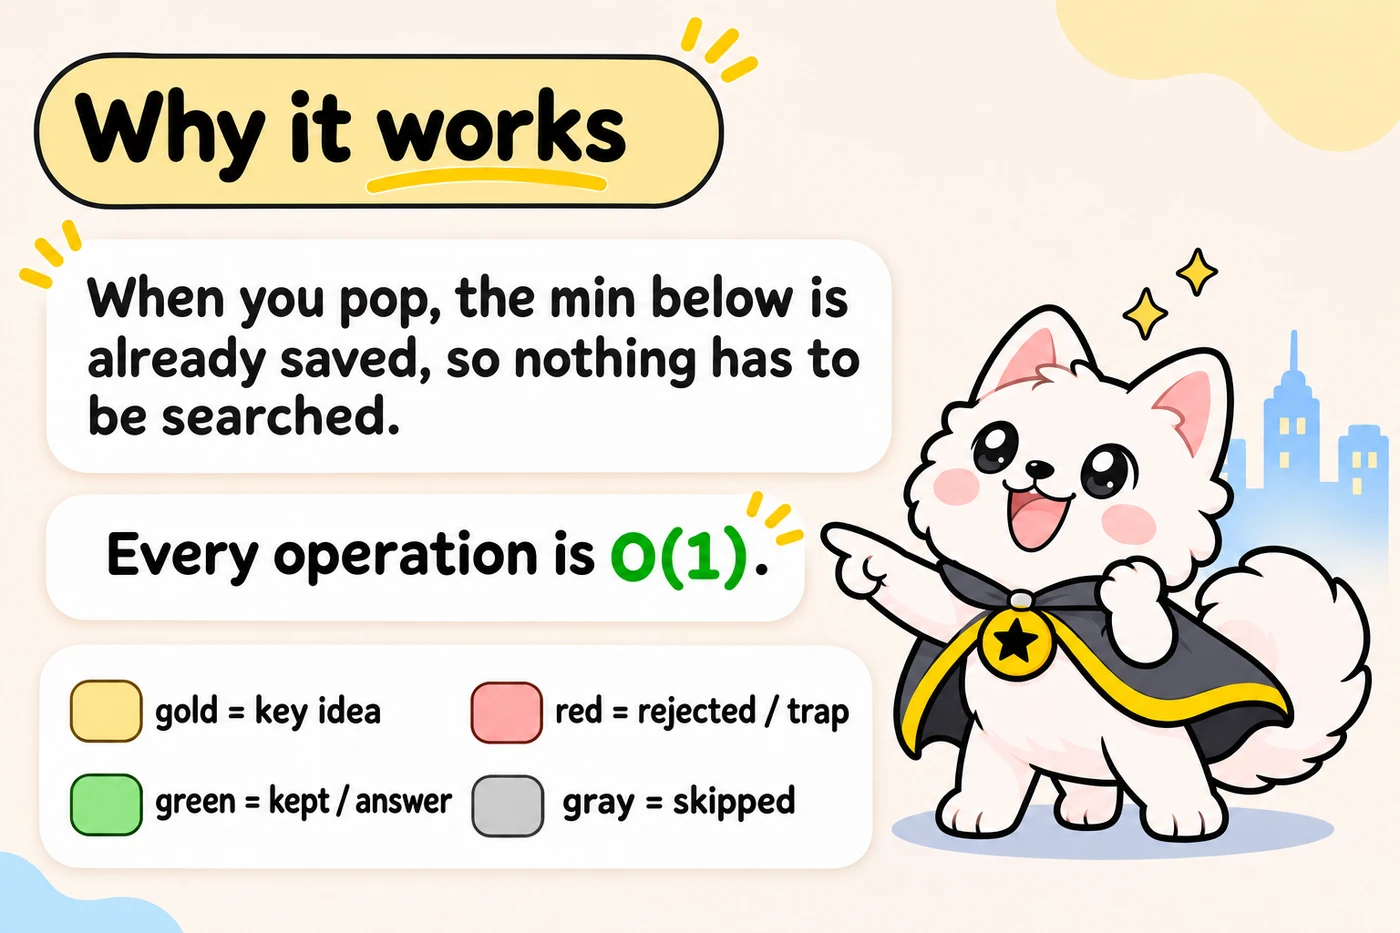 Why it works
When you pop, the min below is
already saved, so nothing has to
be searched.
Every operation is O(1).
gold = key idea
red = rejected / trap
green = kept / answer
gray = skipped